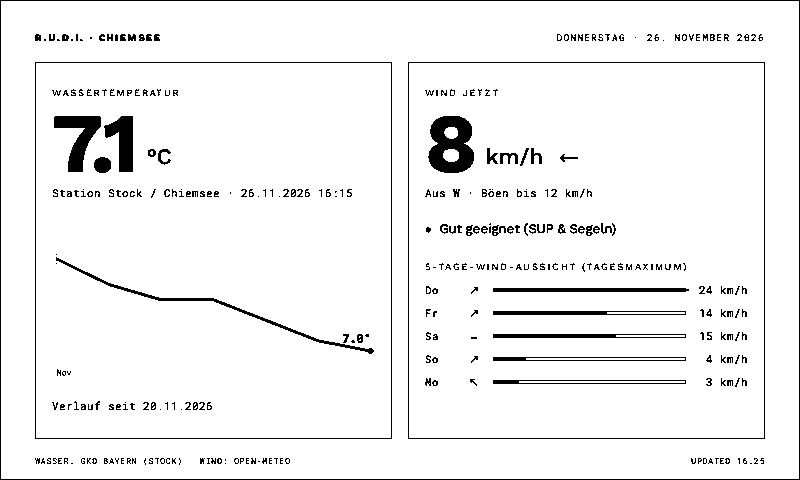 R.U.D.I. · CHIEMSEE
DONNERSTAG · 26. NOVEMBER 2026
WASSERTEMPERATUR
7.1 °C
Station Stock / Chiemsee · 26.11.2026 16:15
7.0°
Nov
Verlauf seit 20.11.2026
WIND JETZT
8 km/h ←
Aus W · Böen bis 12 km/h
• Gut geeignet (SUP & Segeln)
5-TAGE-WIND-AUSSICHT (TAGESMAXIMUM)
Do ↗ 24 km/h
Fr ↗ 14 km/h
Sa → 15 km/h
So ↗ 4 km/h
Mo ↖ 3 km/h
WASSER: GKD BAYERN (STOCK) WIND: OPEN-METEO
UPDATED 16:25